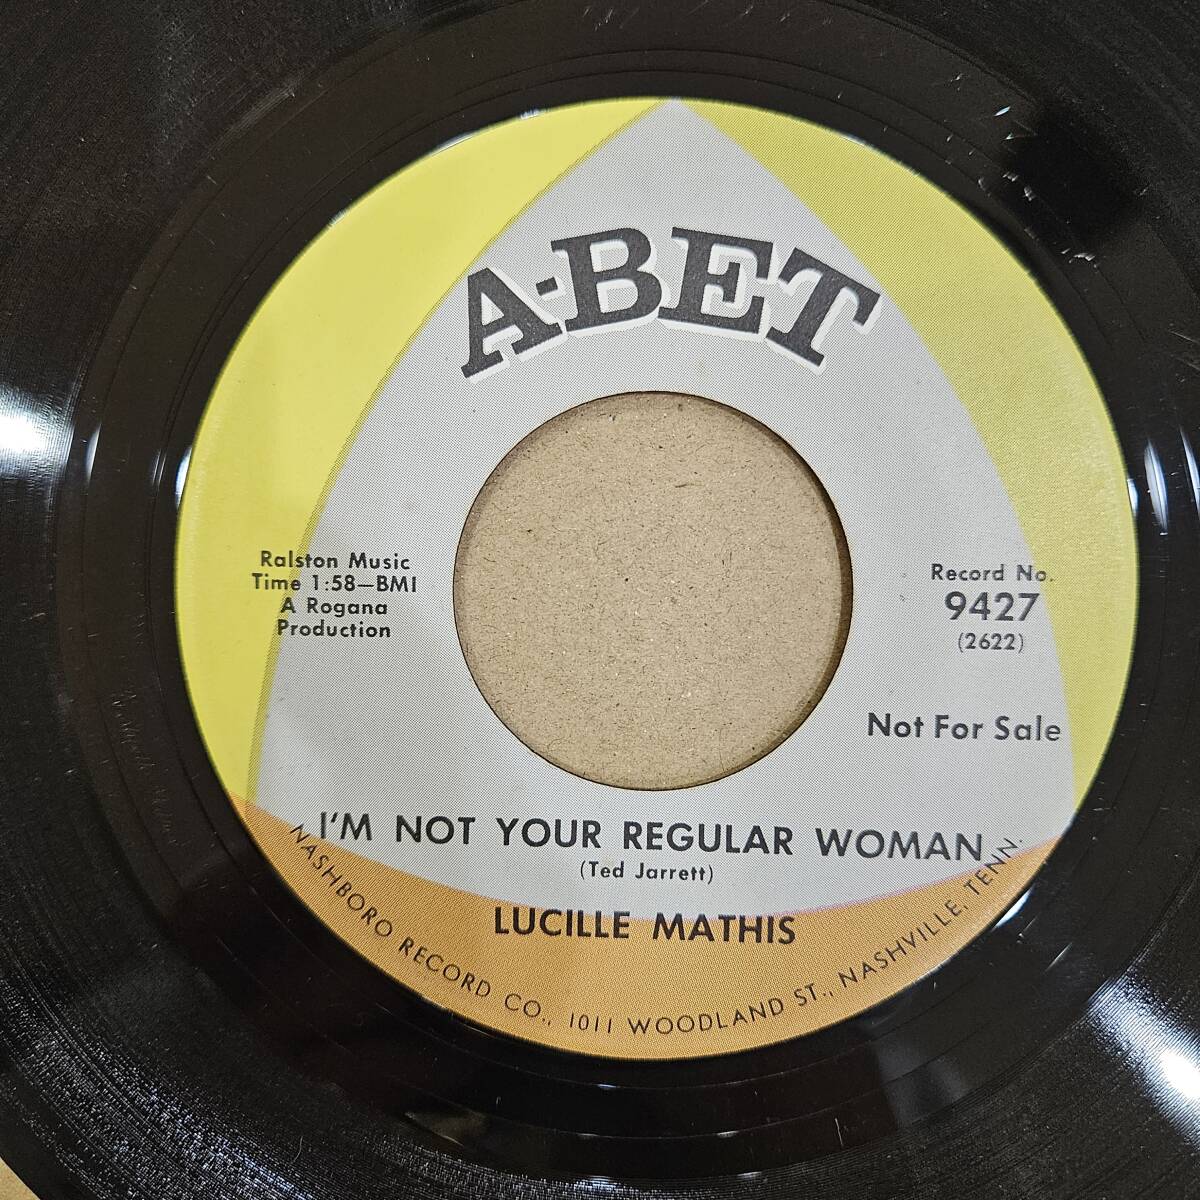 A-BET
Ralston Music
Time 1:58—BMI
A Rogana
Production
Record No.
9427
(2622)
Not For Sale
I'M NOT YOUR REGULAR WOMAN
(Ted Jarrett)
LUCILLE MATHIS
NASHBORO RECORD CO., 1011 WOODLAND ST., NASHVILLE, TENN.